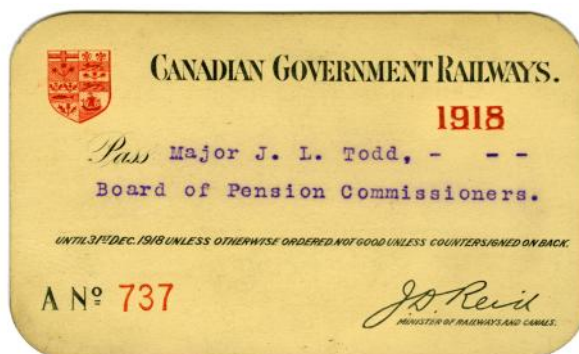 CANADIAN GOVERNMENT RAILWAYS.
1918
Pass Major J. L. Todd, - - -
Board of Pension Commissioners.
UNTIL 31ST DEC. 1918 UNLESS OTHERWISE ORDERED. NOT GOOD UNLESS COUNTERSIGNED ON BACK.
A Nº 737
J.D. Reid
MINISTER OF RAILWAYS AND CANALS.